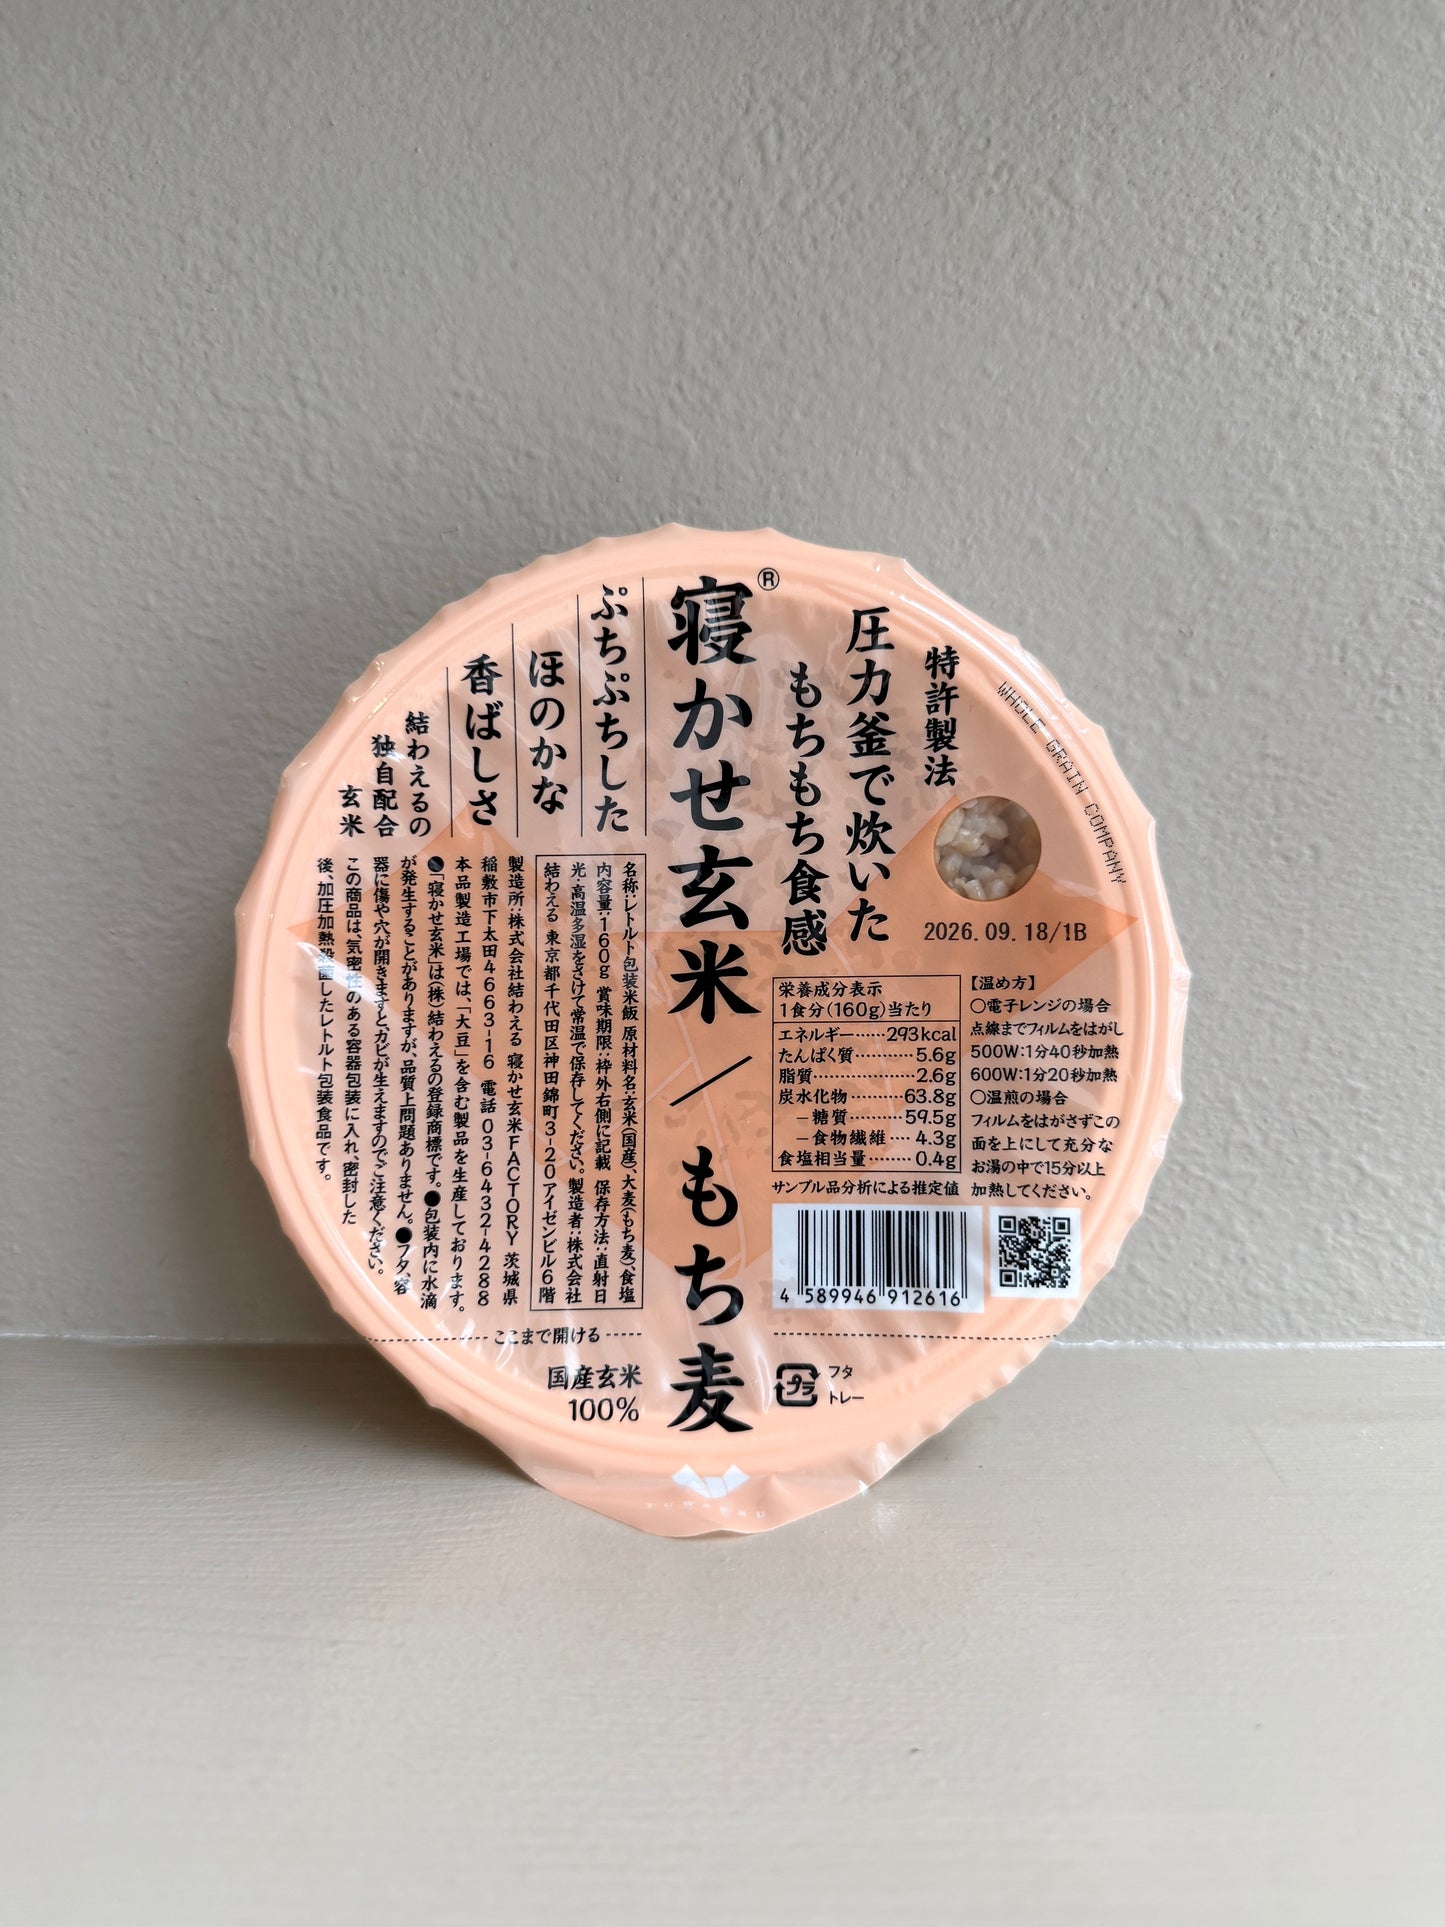 WHOLE GRAIN COMPANY
特許製法
圧力釜で炊いた
もちもち食感
寝かせ玄米®／もち麦
ぷちぷちした
ほのかな
香ばしさ
結わえるの
独自配合
玄米
2026.09.18/1B
【温め方】
○電子レンジの場合
点線までフィルムをはがし
500W:1分40秒加熱
600W:1分20秒加熱
○温煎の場合
フィルムをはがさずこの
面を上にして充分な
お湯の中で15分以上
加熱してください。
栄養成分表示
1食分(160g)当たり
エネルギー……293kcal
たんぱく質…………5.6g
脂質…………………2.6g
炭水化物…………63.8g
－糖質…………59.5g
－食物繊維……4.3g
食塩相当量………0.4g
サンプル品分析による推定値
4 589946 912616
名称:レトルト包装米飯 原材料名:玄米(国産)、大麦(もち麦)、食塩
内容量:160g 賞味期限:枠外右側に記載 保存方法:直射日
光・高温多湿をさけて常温で保存してください。製造者:株式会社
結わえる 東京都千代田区神田錦町3-20アイゼンビル6階
製造所:株式会社結わえる 寝かせ玄米FACTORY 茨城県
稲敷市下太田4663-16 電話 03-6432-4288
本品製造工場では、「大豆」を含む製品を生産しております。
●「寝かせ玄米」は(株)結わえるの登録商標です。●包装内に水滴
が発生することがありますが、品質上問題ありません。●フタ、容
器に傷や穴が開きますと、カビが生えますのでご注意ください。
この商品は、気密性のある容器包装に入れ、密封した
後、加圧加熱殺菌したレトルト包装食品です。
ここまで開ける
国産玄米
100%
プラ
フタ
トレー